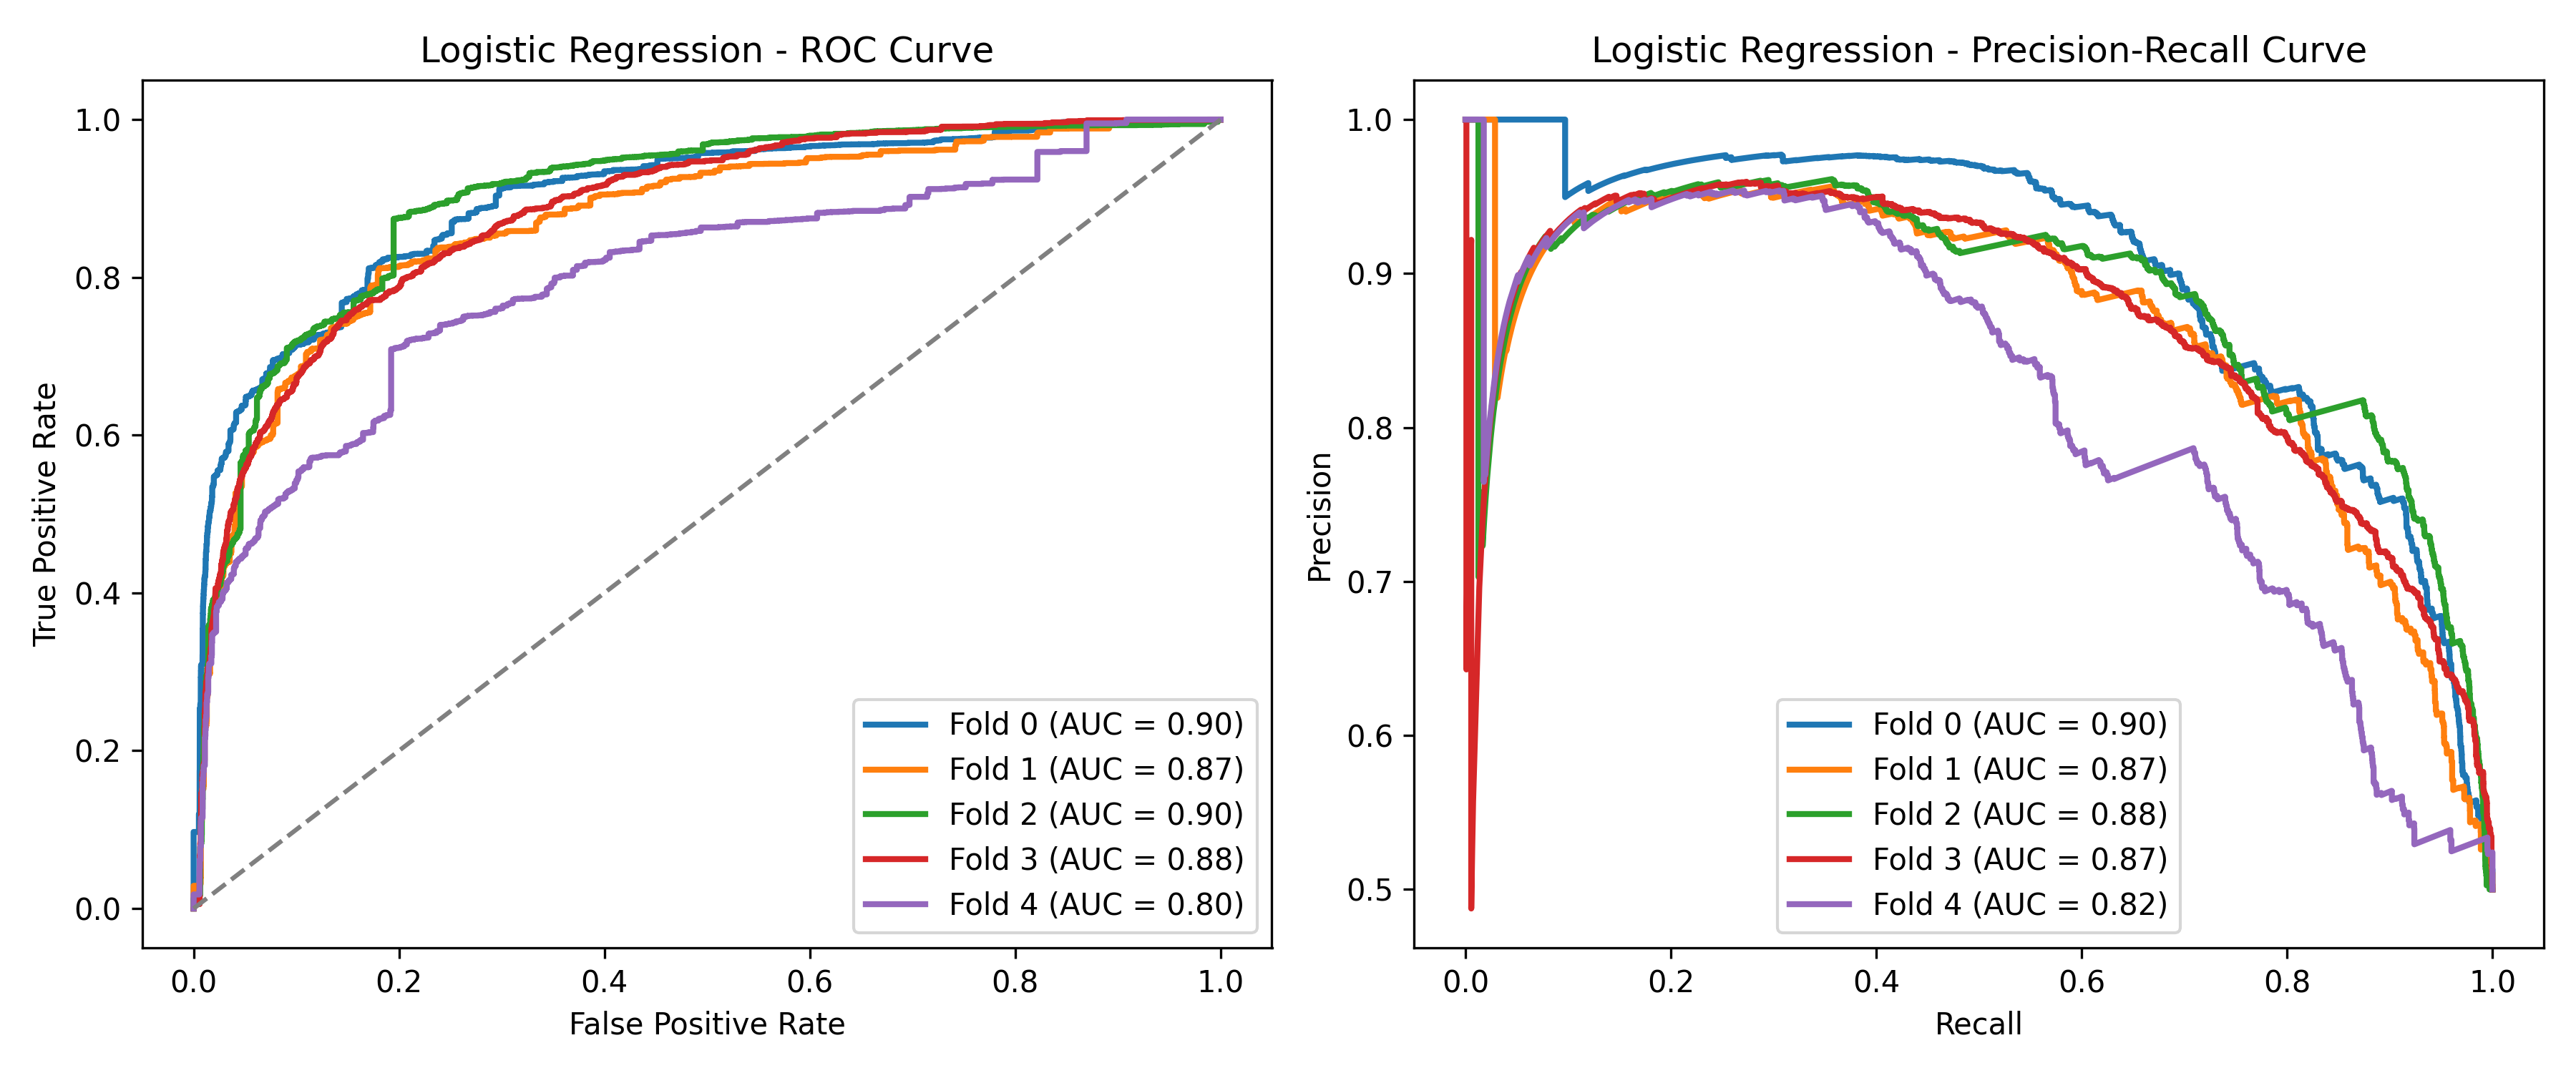 Logistic Regression - ROC Curve
True Positive Rate
1.0
0.8
0.6
0.4
0.2
0.0
0.0 0.2 0.4 0.6 0.8 1.0
False Positive Rate
Fold 0 (AUC = 0.90)
Fold 1 (AUC = 0.87)
Fold 2 (AUC = 0.90)
Fold 3 (AUC = 0.88)
Fold 4 (AUC = 0.80)
Logistic Regression - Precision-Recall Curve
Precision
1.0
0.9
0.8
0.7
0.6
0.5
0.0 0.2 0.4 0.6 0.8 1.0
Recall
Fold 0 (AUC = 0.90)
Fold 1 (AUC = 0.87)
Fold 2 (AUC = 0.88)
Fold 3 (AUC = 0.87)
Fold 4 (AUC = 0.82)